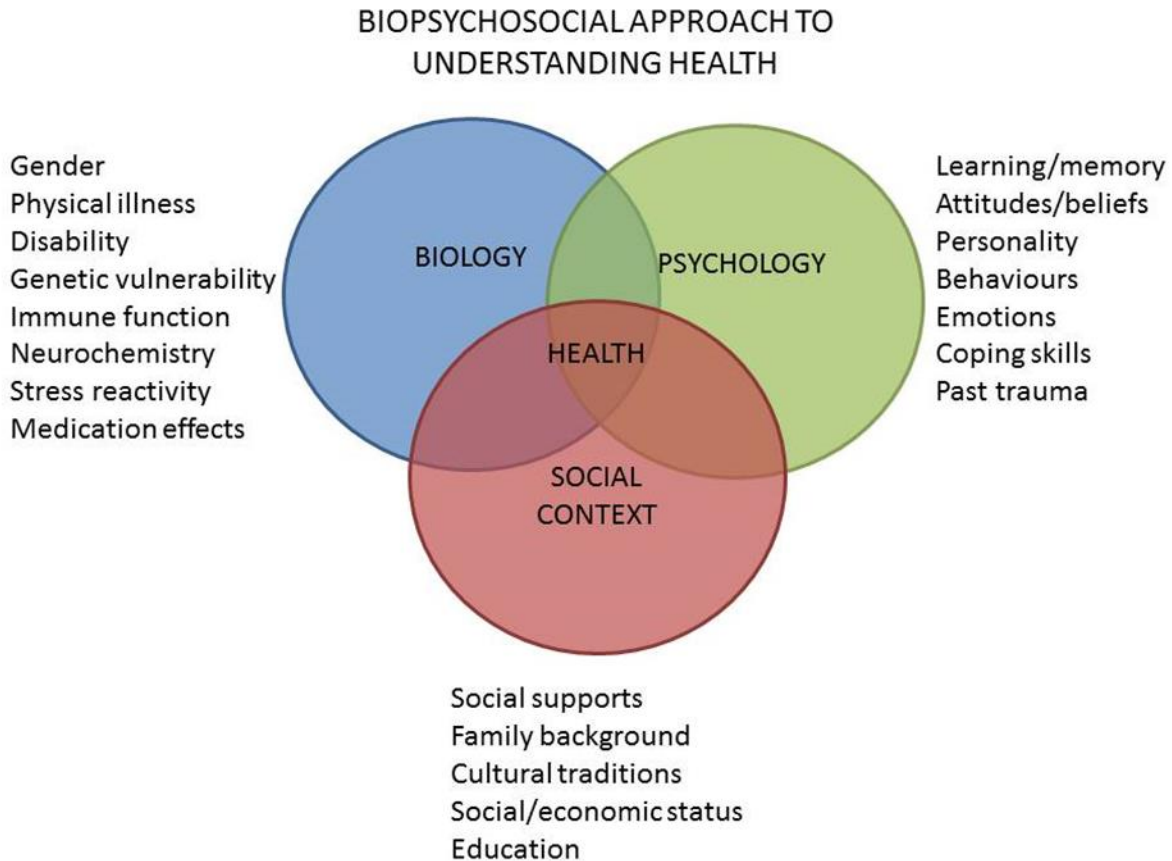 BIOPSYCHOSOCIAL APPROACH TO
UNDERSTANDING HEALTH
Gender
Physical illness
Disability
Genetic vulnerability
Immune function
Neurochemistry
Stress reactivity
Medication effects
BIOLOGY
PSYCHOLOGY
HEALTH
SOCIAL
CONTEXT
Learning/memory
Attitudes/beliefs
Personality
Behaviours
Emotions
Coping skills
Past trauma
Social supports
Family background
Cultural traditions
Social/economic status
Education